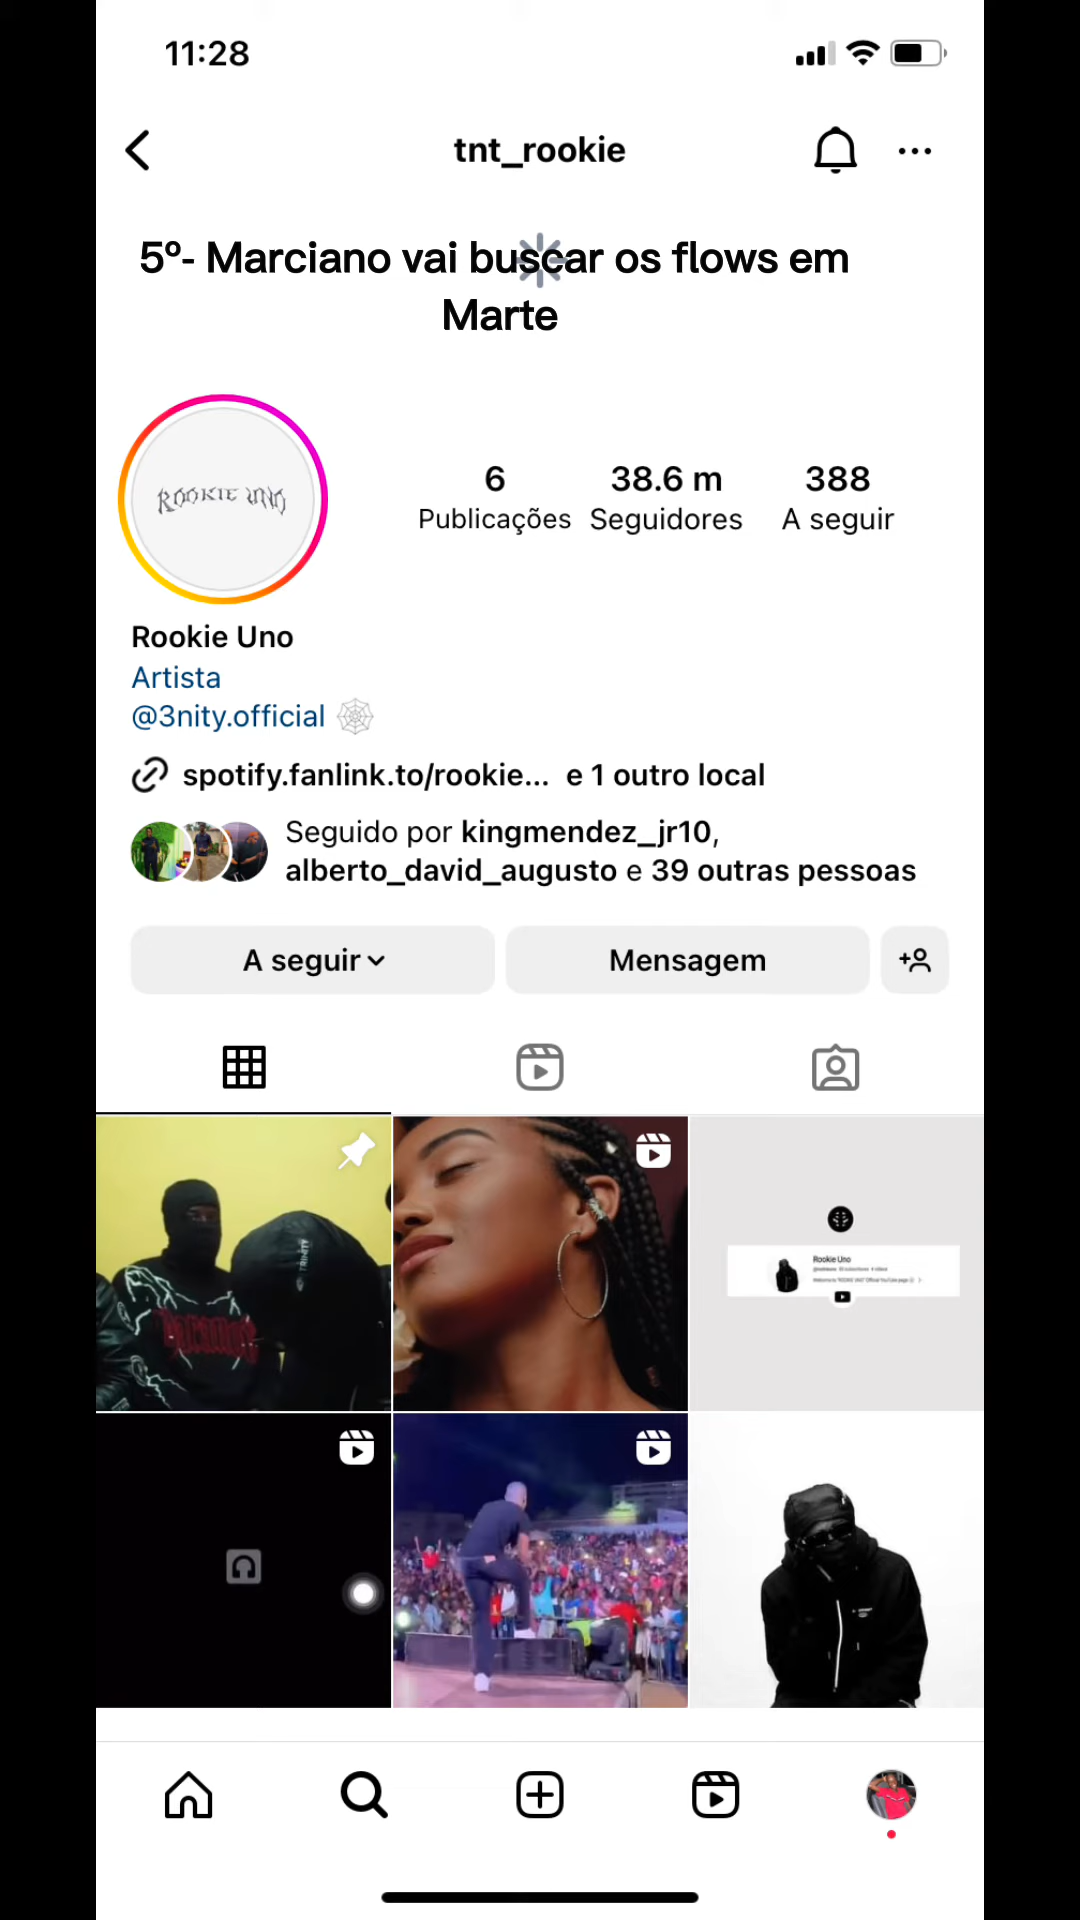 11:28
tnt_rookie
5º- Marciano vai buscar os flows em
Marte
ROOKIE UNO
6
Publicações
38.6 m
Seguidores
388
A seguir
Rookie Uno
Artista
@3nity.official
spotify.fanlink.to/rookie... e 1 outro local
Seguido por kingmendez_jr10,
alberto_david_augusto e 39 outras pessoas
A seguir
Mensagem
TRINITY
Rookie Uno